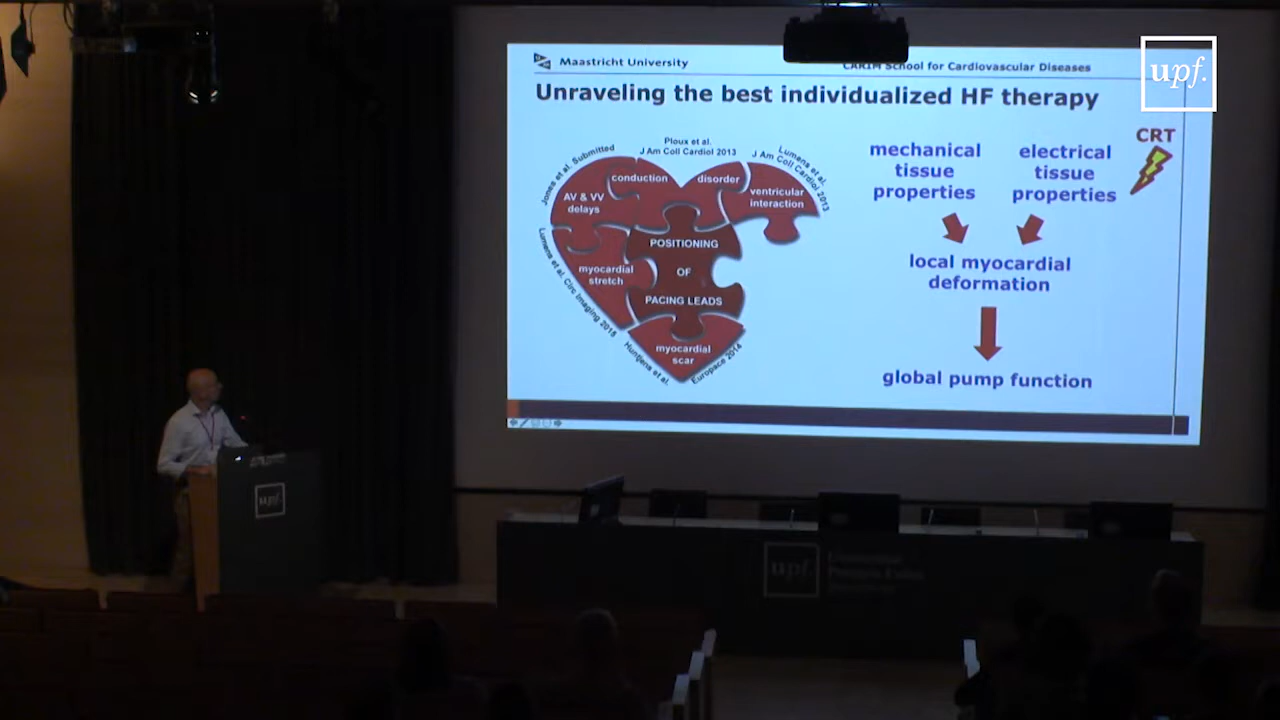 upf.
Maastricht University
CARIM School for Cardiovascular Diseases
Unraveling the best individualized HF therapy
Ploux et al.
J Am Coll Cardiol 2013
Jones et al. Submitted
Lumens et al.
J Am Coll Cardiol 2013
conduction
disorder
AV & VV
delays
ventricular
interaction
POSITIONING
OF
PACING LEADS
myocardial
stretch
Lumens et al. Circ Imaging 2015
myocardial
scar
Huntjens et al.
Europace 2014
CRT
mechanical
tissue
properties
electrical
tissue
properties
local myocardial
deformation
global pump function
upf.
upf.